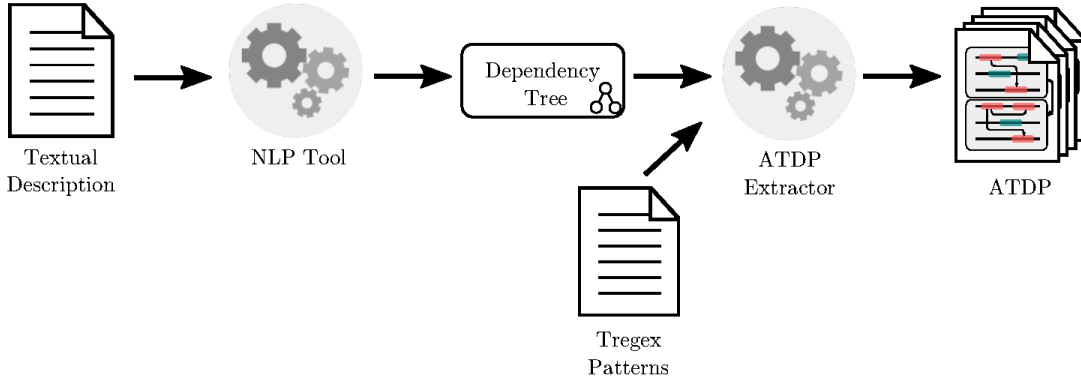 Textual
Description
NLP Tool
Dependency
Tree
ATDP
Extractor
ATDP
Tregex
Patterns